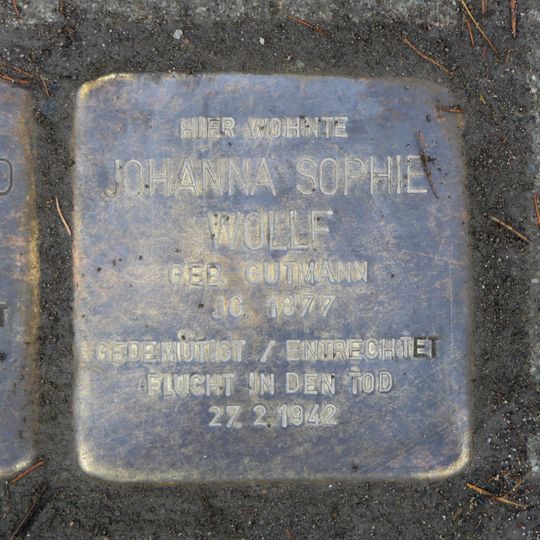 HIER WOHNTE
JOHANNA SOPHIE
WOLFF
GEB. GUTMANN
JG. 1877
GEDEMÜTIGT / ENTRECHTET
FLUCHT IN DEN TOD
27.2.1942